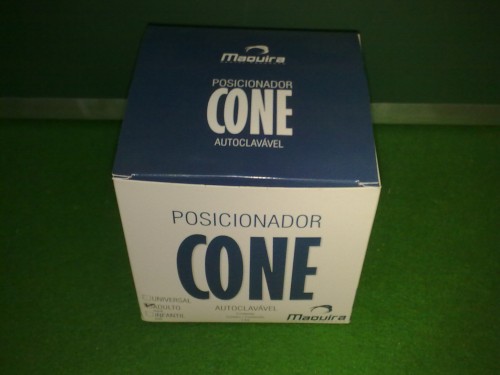 Maquira
POSICIONADOR
CONE
AUTOCLAVÁVEL
POSICIONADOR
CONE
AUTOCLAVÁVEL
UNIVERSAL
ADULTO
INFANTIL
Maquira